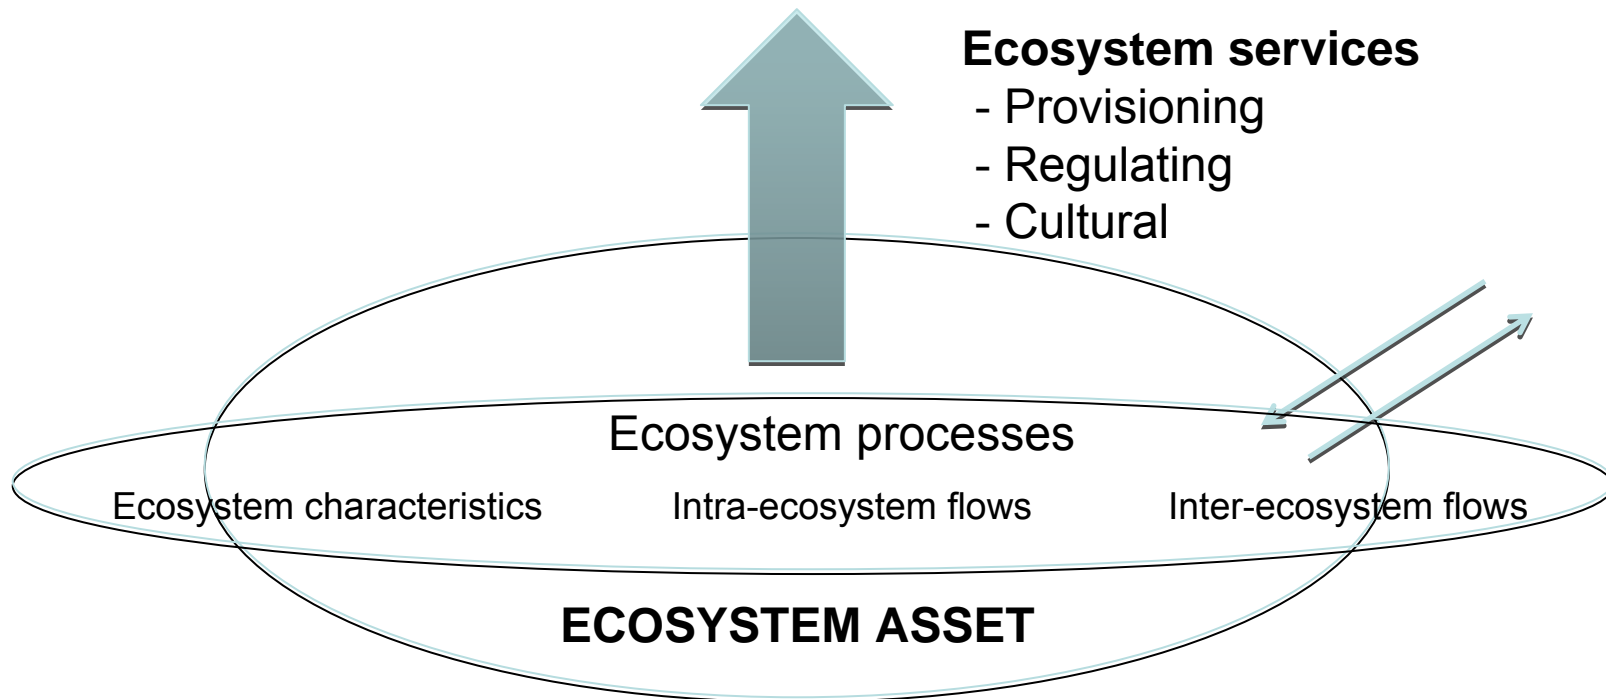 Ecosystem services
- Provisioning
- Regulating
- Cultural
Ecosystem processes
Ecosystem characteristics
Intra-ecosystem flows
Inter-ecosystem flows
ECOSYSTEM ASSET